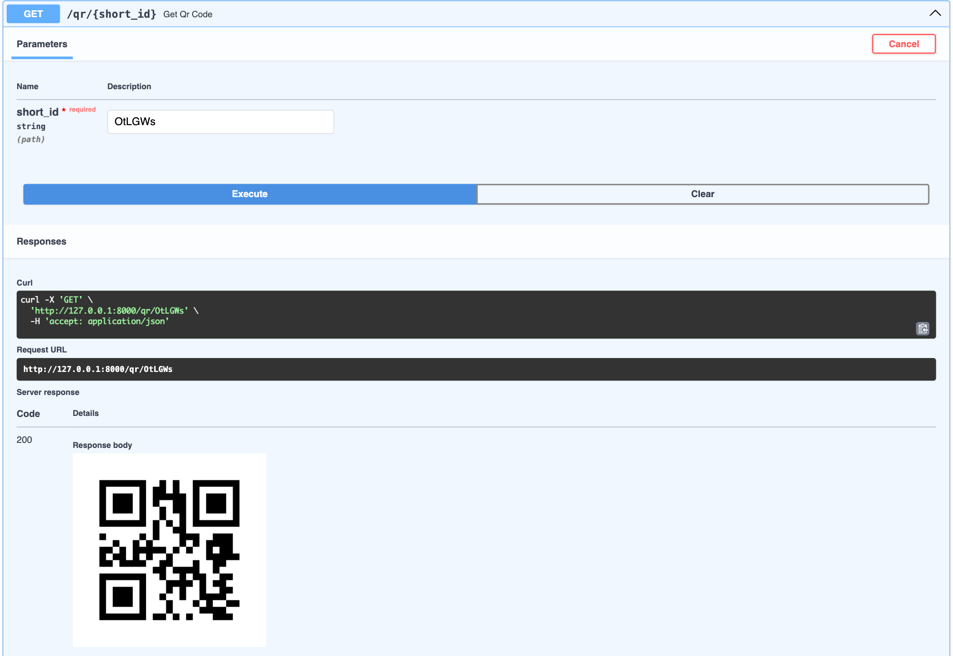 GET /qr/{short_id} Get Qr Code
Parameters
Cancel
Name Description
short_id * required
string
(path)
OtLGWs
Execute Clear
Responses
Curl
curl -X 'GET' \
'http://127.0.0.1:8000/qr/OtLGWs' \
-H 'accept: application/json'
Request URL
http://127.0.0.1:8000/qr/OtLGWs
Server response
Code Details
200
Response body